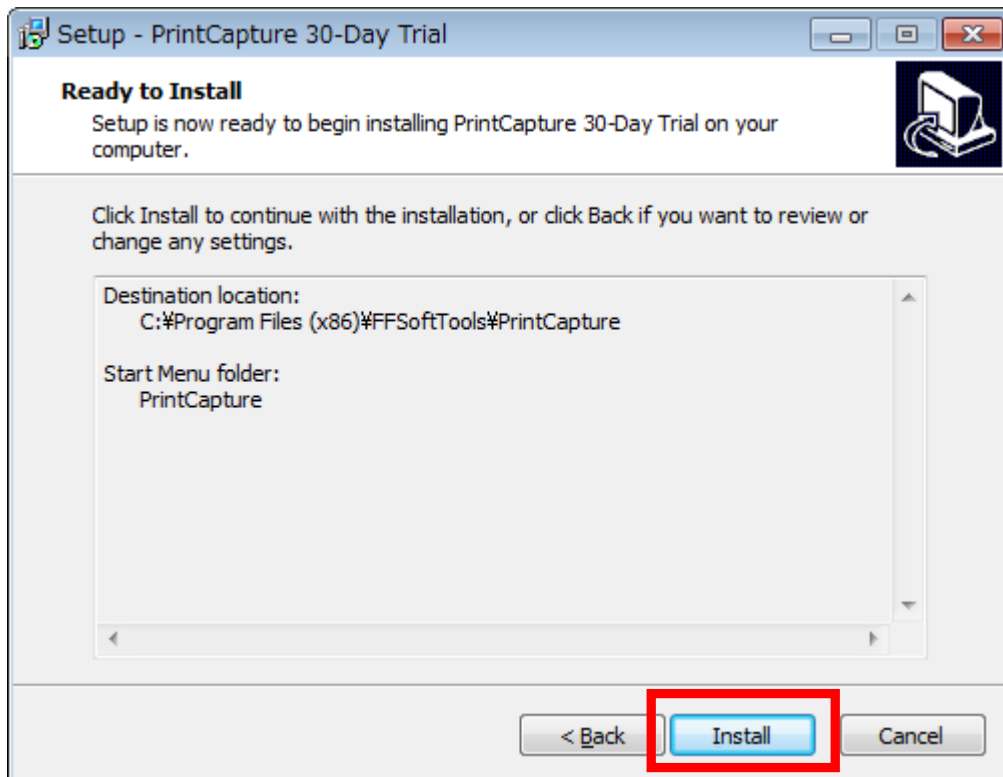 Setup - PrintCapture 30-Day Trial
Ready to Install
Setup is now ready to begin installing PrintCapture 30-Day Trial on your
computer.
Click Install to continue with the installation, or click Back if you want to review or
change any settings.
Destination location:
C:¥Program Files (x86)¥FFSoftTools¥PrintCapture
Start Menu folder:
PrintCapture
< Back
Install
Cancel